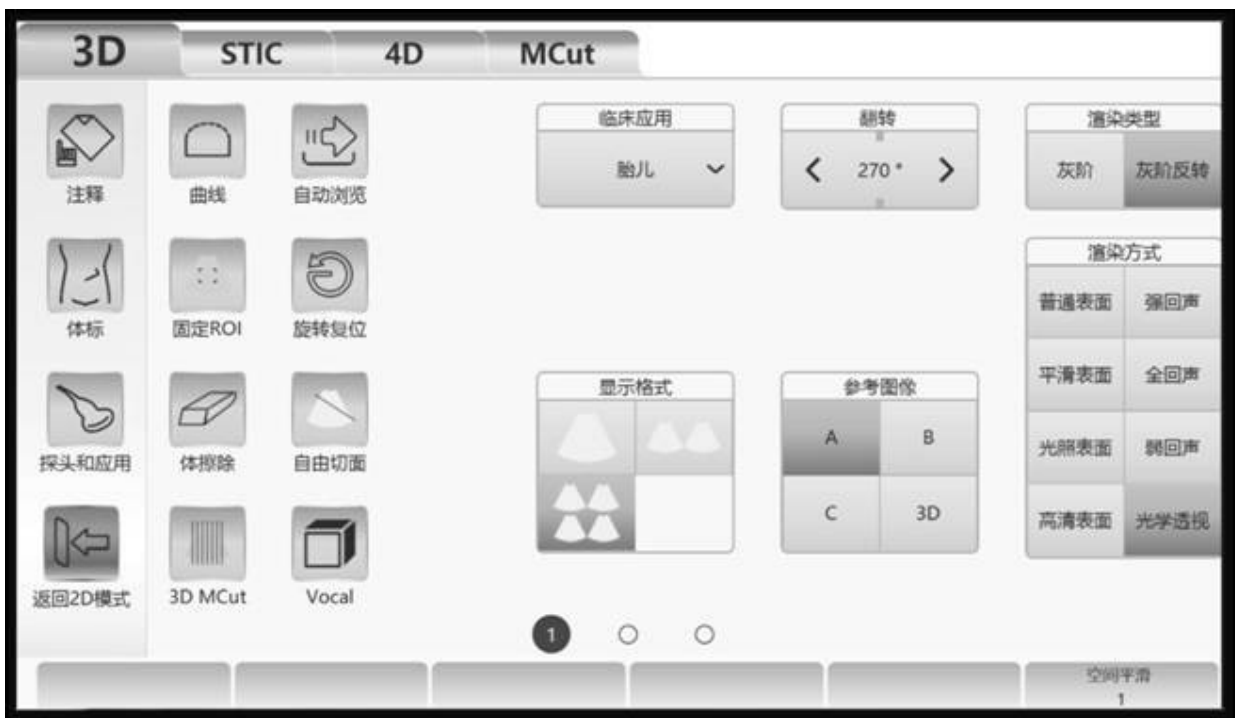 3D STIC 4D MCut
临床应用 翻转 渲染类型
胎儿 270° 灰阶 灰阶反转
注释 曲线 自动浏览
渲染方式
普通表面 强回声
体标 固定ROI 旋转复位
显示格式 参考图像 平滑表面 全回声
A B
光照表面 弱回声
探头和应用 体擦除 自由切面
C 3D 高清表面 光学透视
返回2D模式 3D MCut Vocal
1
空间平滑
1